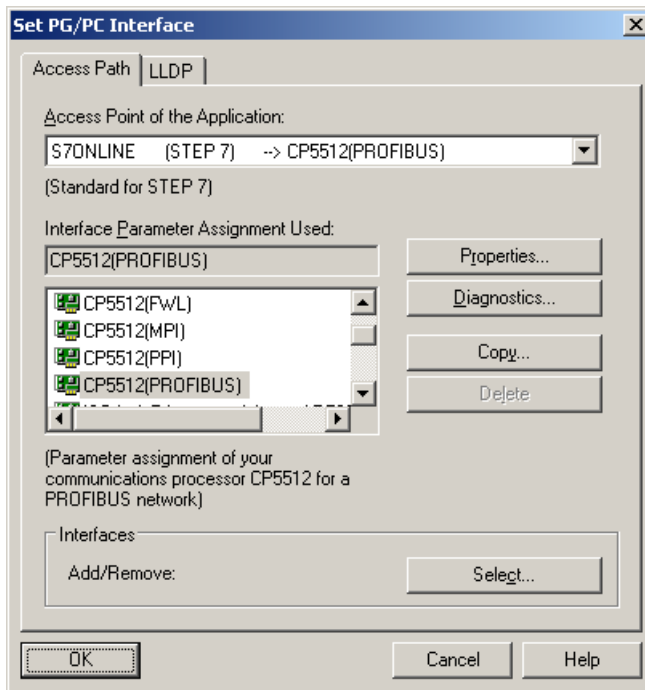 Set PG/PC Interface
Access Path
LLDP
Access Point of the Application:
S7ONLINE (STEP 7) --> CP5512(PROFIBUS)
(Standard for STEP 7)
Interface Parameter Assignment Used:
CP5512(PROFIBUS)
Properties...
Diagnostics...
Copy...
Delete
CP5512(FWL)
CP5512(MPI)
CP5512(PPI)
CP5512(PROFIBUS)
(Parameter assignment of your
communications processor CP5512 for a
PROFIBUS network)
Interfaces
Add/Remove:
Select...
OK
Cancel
Help